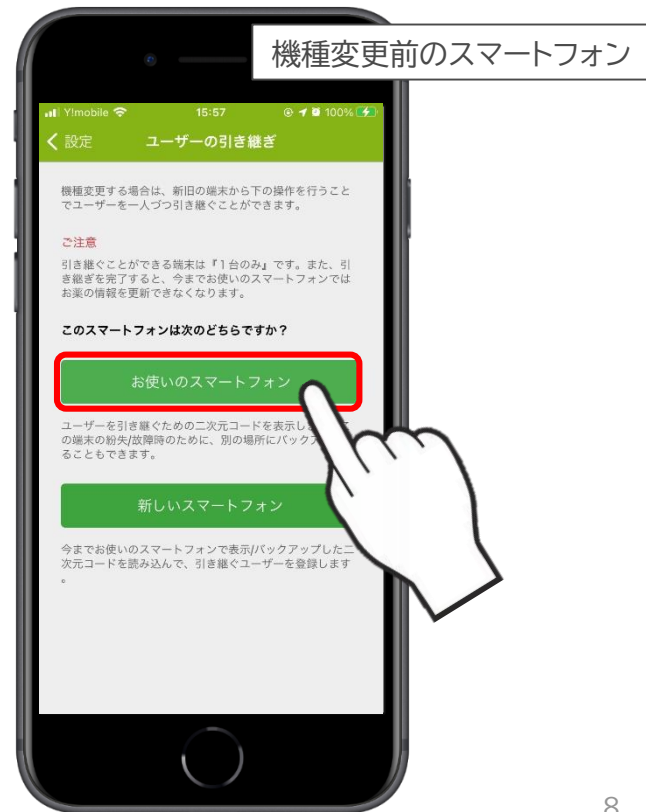 機種変更前のスマートフォン
Y!mobile 15:57 100%
設定 ユーザーの引き継ぎ
機種変更する場合は、新旧の端末から下の操作を行うこと
でユーザーを一人づつ引き継ぐことができます。
ご注意
引き継ぐことができる端末は『1台のみ』です。また、引
き継ぎを完了すると、今までお使いのスマートフォンでは
お薬の情報を更新できなくなります。
このスマートフォンは次のどちらですか？
お使いのスマートフォン
ユーザーを引き継ぐための二次元コードを表示し
の端末の紛失/故障時のために、別の場所にバック
ることもできます。
新しいスマートフォン
今までお使いのスマートフォンで表示/バックアップした二
次元コードを読み込んで、引き継ぐユーザーを登録します
。
8